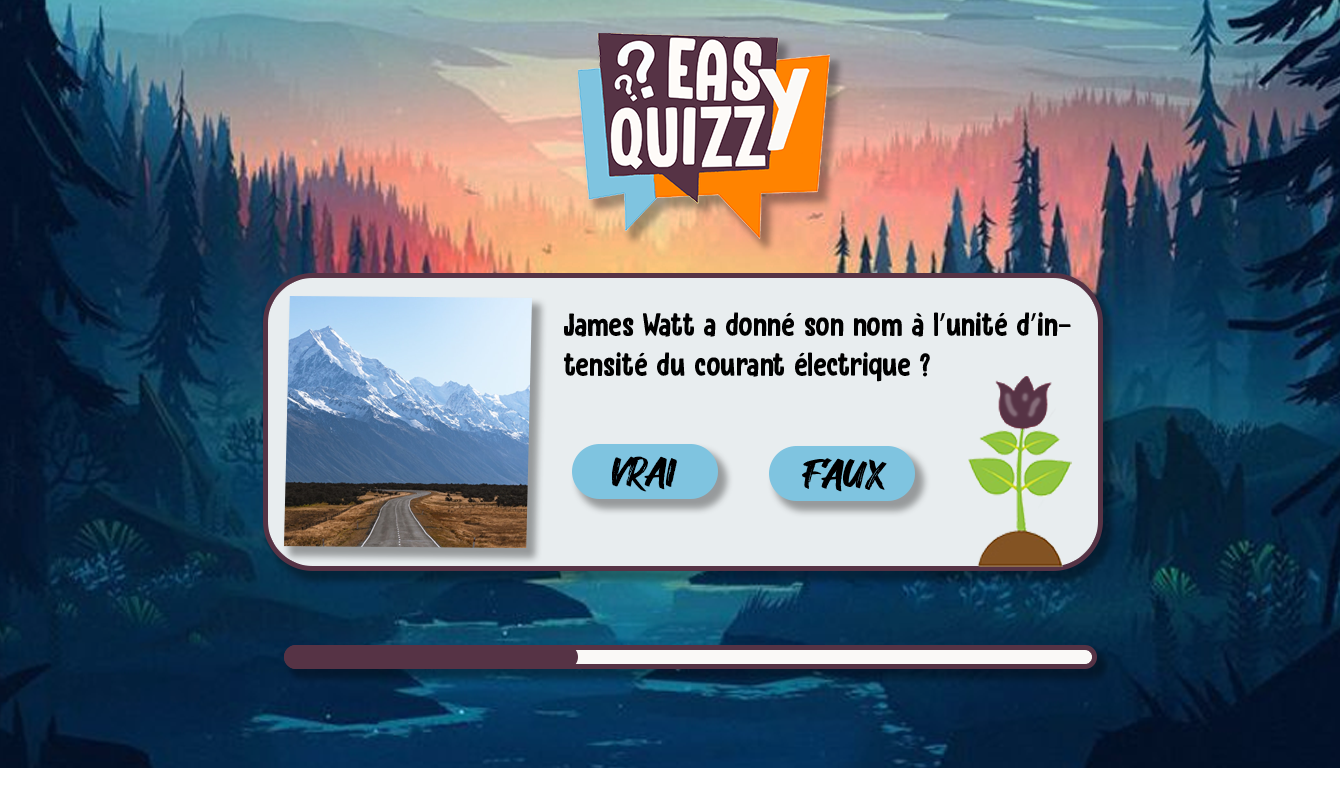 ?? EASy
QUIZZ
James Watt a donné son nom à l'unité d'in-
tensité du courant électrique ?
VRAI
FAUX